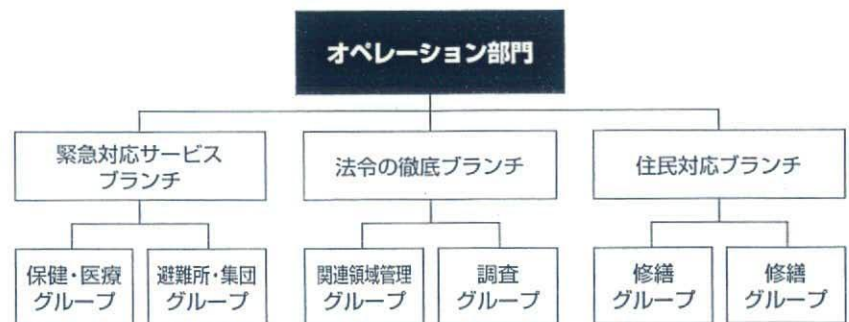 オペレーション部門
緊急対応サービス
ブランチ
法令の徹底ブランチ
住民対応ブランチ
保健・医療
グループ
避難所・集団
グループ
関連領域管理
グループ
調査
グループ
修繕
グループ
修繕
グループ